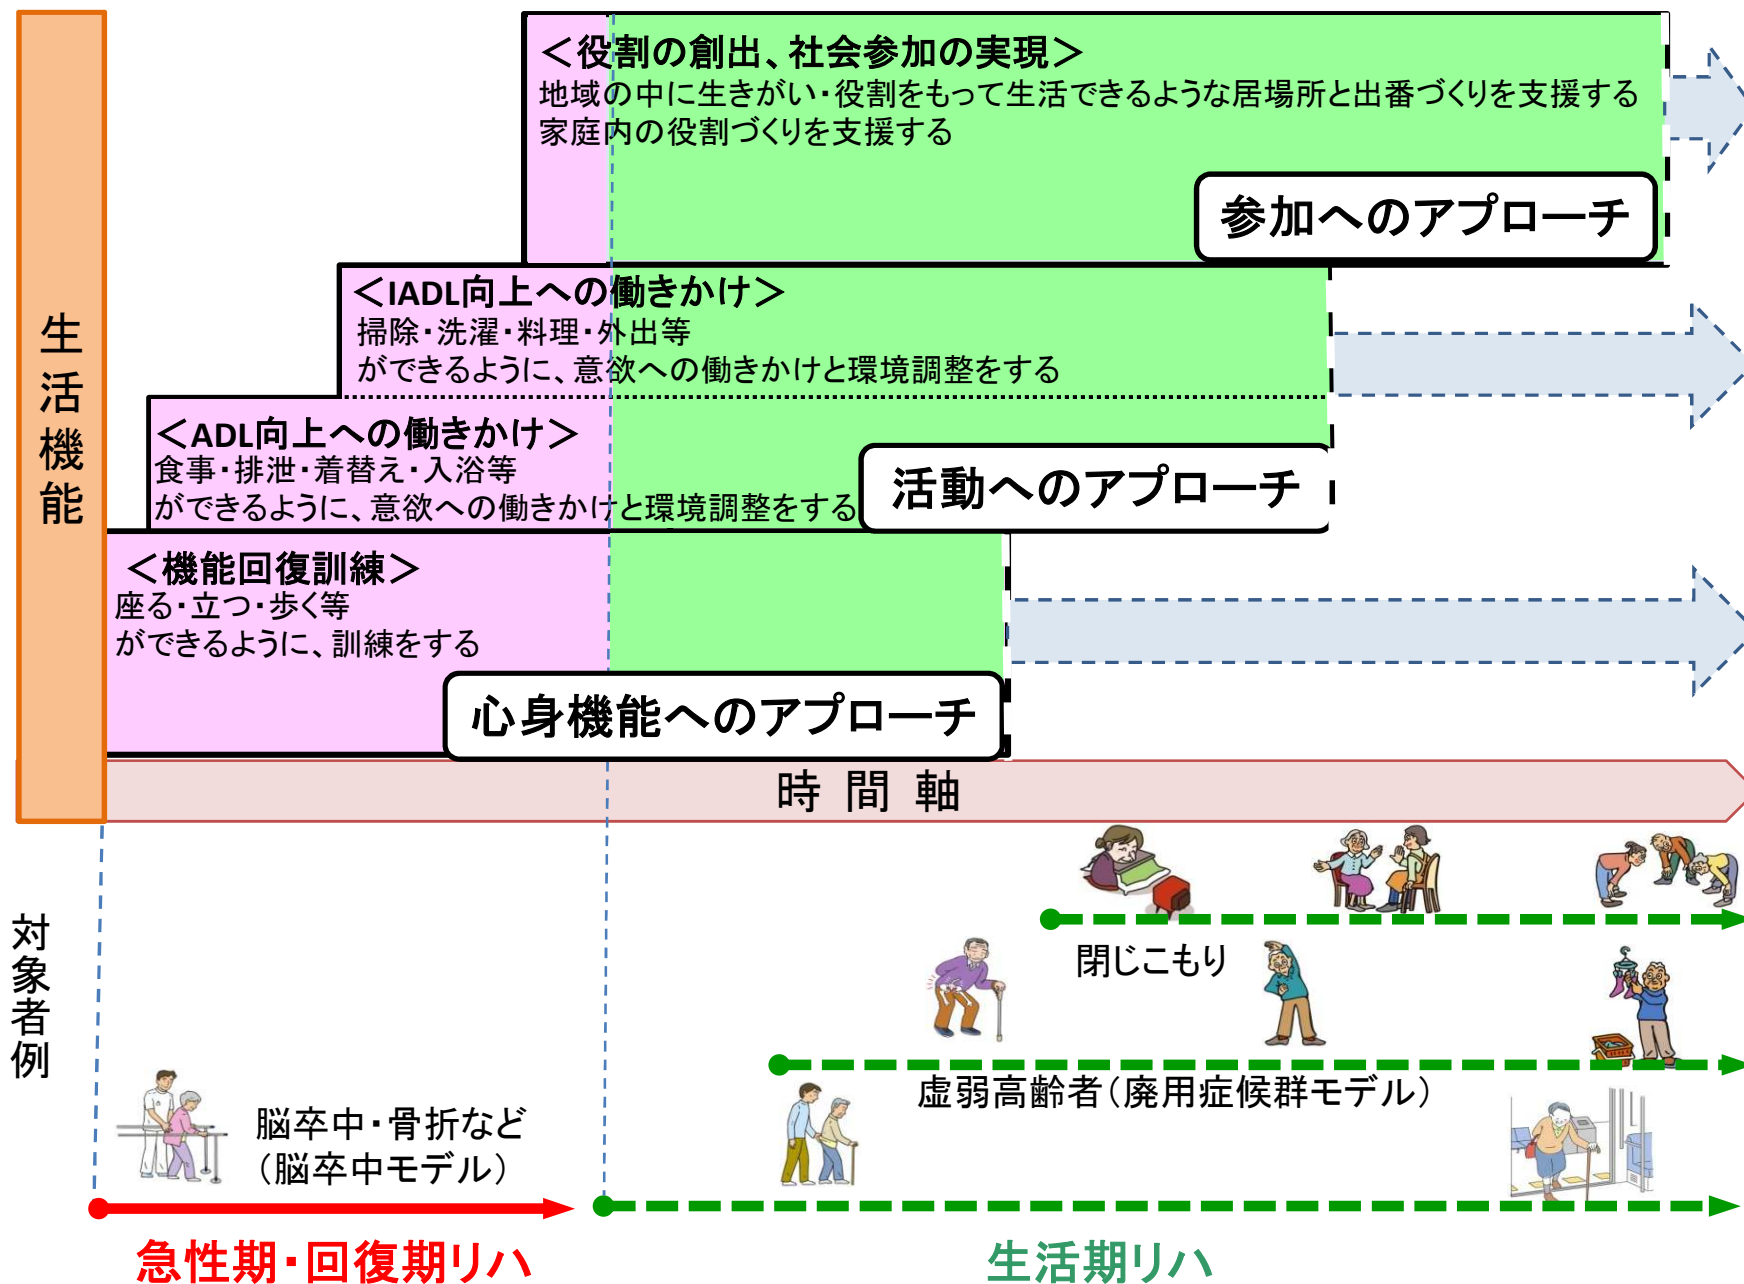 ＜役割の創出、社会参加の実現＞
地域の中に生きがい・役割をもって生活できるような居場所と出番づくりを支援する
家庭内の役割づくりを支援する
参加へのアプローチ
＜IADL向上への働きかけ＞
掃除・洗濯・料理・外出等
ができるように、意欲への働きかけと環境調整をする
＜ADL向上への働きかけ＞
食事・排泄・着替え・入浴等
ができるように、意欲への働きかけと環境調整をする
活動へのアプローチ
＜機能回復訓練＞
座る・立つ・歩く等
ができるように、訓練をする
心身機能へのアプローチ
生活機能
時間軸
対象者例
閉じこもり
虚弱高齢者（廃用症候群モデル）
脳卒中・骨折など
（脳卒中モデル）
急性期・回復期リハ
生活期リハ